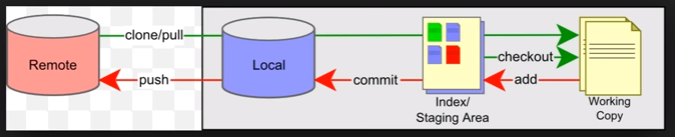 clone/pull
Remote
Local
checkout
push
commit
add
Index/
Staging Area
Working
Copy